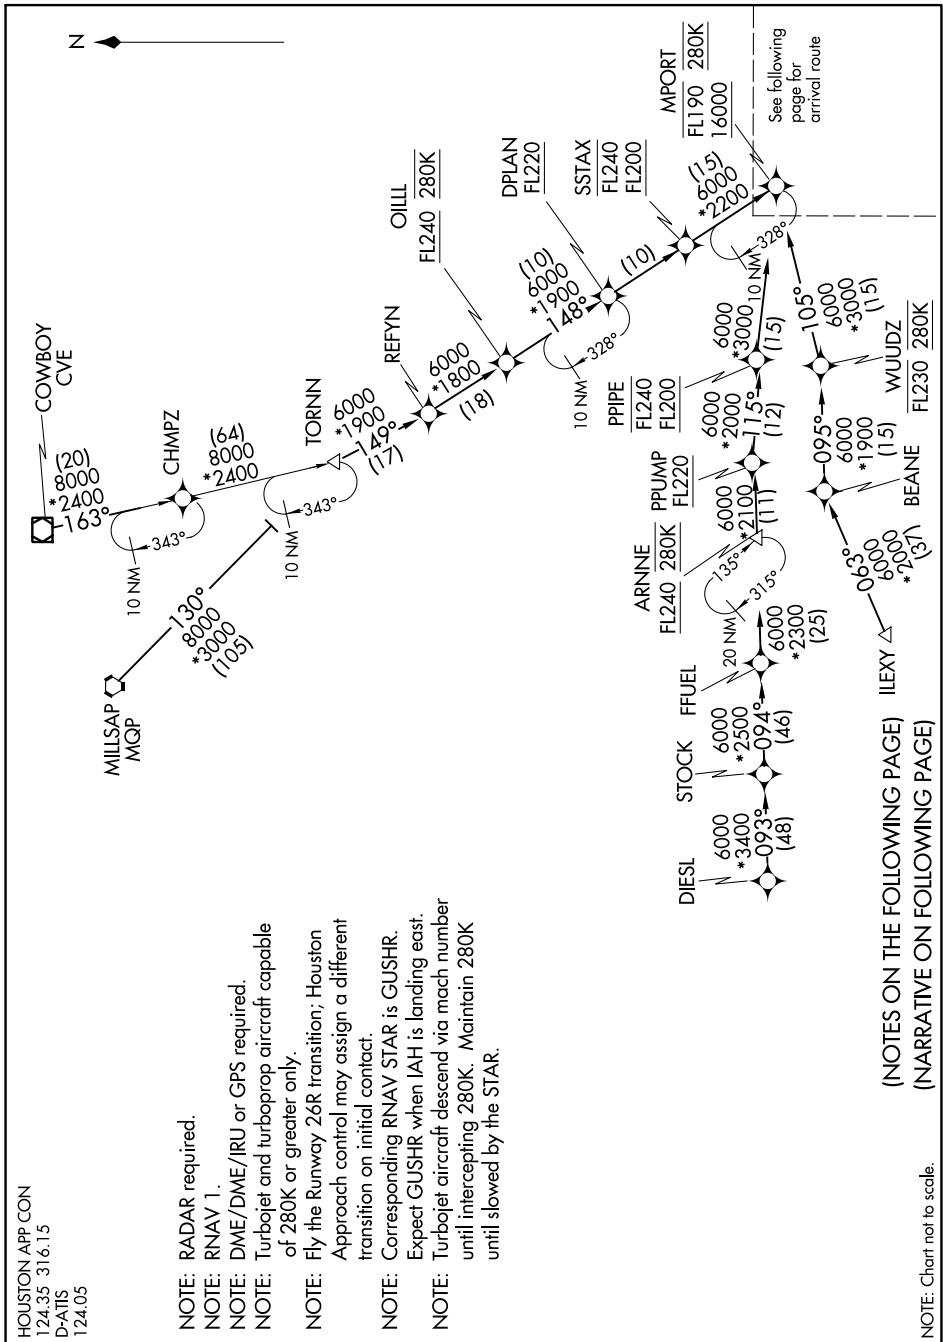 HOUSTON APP CON
124.35 316.15
D-ATIS
124.05
NOTE: RADAR required.
NOTE: RNAV 1.
NOTE: DME/DME/IRU or GPS required.
NOTE: Turbojet and turboprop aircraft capable
of 280K or greater only.
NOTE: Fly the Runway 26R transition; Houston
Approach control may assign a different
transition on initial contact.
NOTE: Corresponding RNAV STAR is GUSHR.
Expect GUSHR when IAH is landing east.
NOTE: Turbojet aircraft descend via mach number
until intercepting 280K. Maintain 280K
until slowed by the STAR.
N
COWBOY
CVE
(20)
8000
*2400
163°
CHMPZ
343°
10 NM
(64)
8000
*2400
MILLSAP
MQP
130°
8000
*3000
(105)
TORNN
343°
10 NM
6000
*1900
149°
(17)
REFYN
6000
*1800
(18)
OILLL
FL240 280K
(10)
6000
*1900
148°
DPLAN
FL220
328°
10 NM
(10)
SSTAX
FL240
FL200
(15)
6000
*2200
MPORT
FL190 280K
16000
328°
10 NM
See following
page for
arrival route
DIESL
6000
*3400
093°
(48)
STOCK
6000
*2500
094°
(46)
FFUEL
6000
*2300
(25)
ARNNE
FL240 280K
135°
315°
20 NM
6000
*2100
(11)
PPUMP
FL220
6000
*2000
115°
(12)
PPIPE
FL240
FL200
6000
*3000
(15)
ILEXY
063°
6000
*2000
(37)
BEANE
095°
6000
*1900
(15)
WUUDZ
FL230 280K
105°
6000
*3000
(15)
(NOTES ON THE FOLLOWING PAGE)
(NARRATIVE ON FOLLOWING PAGE)
NOTE: Chart not to scale.